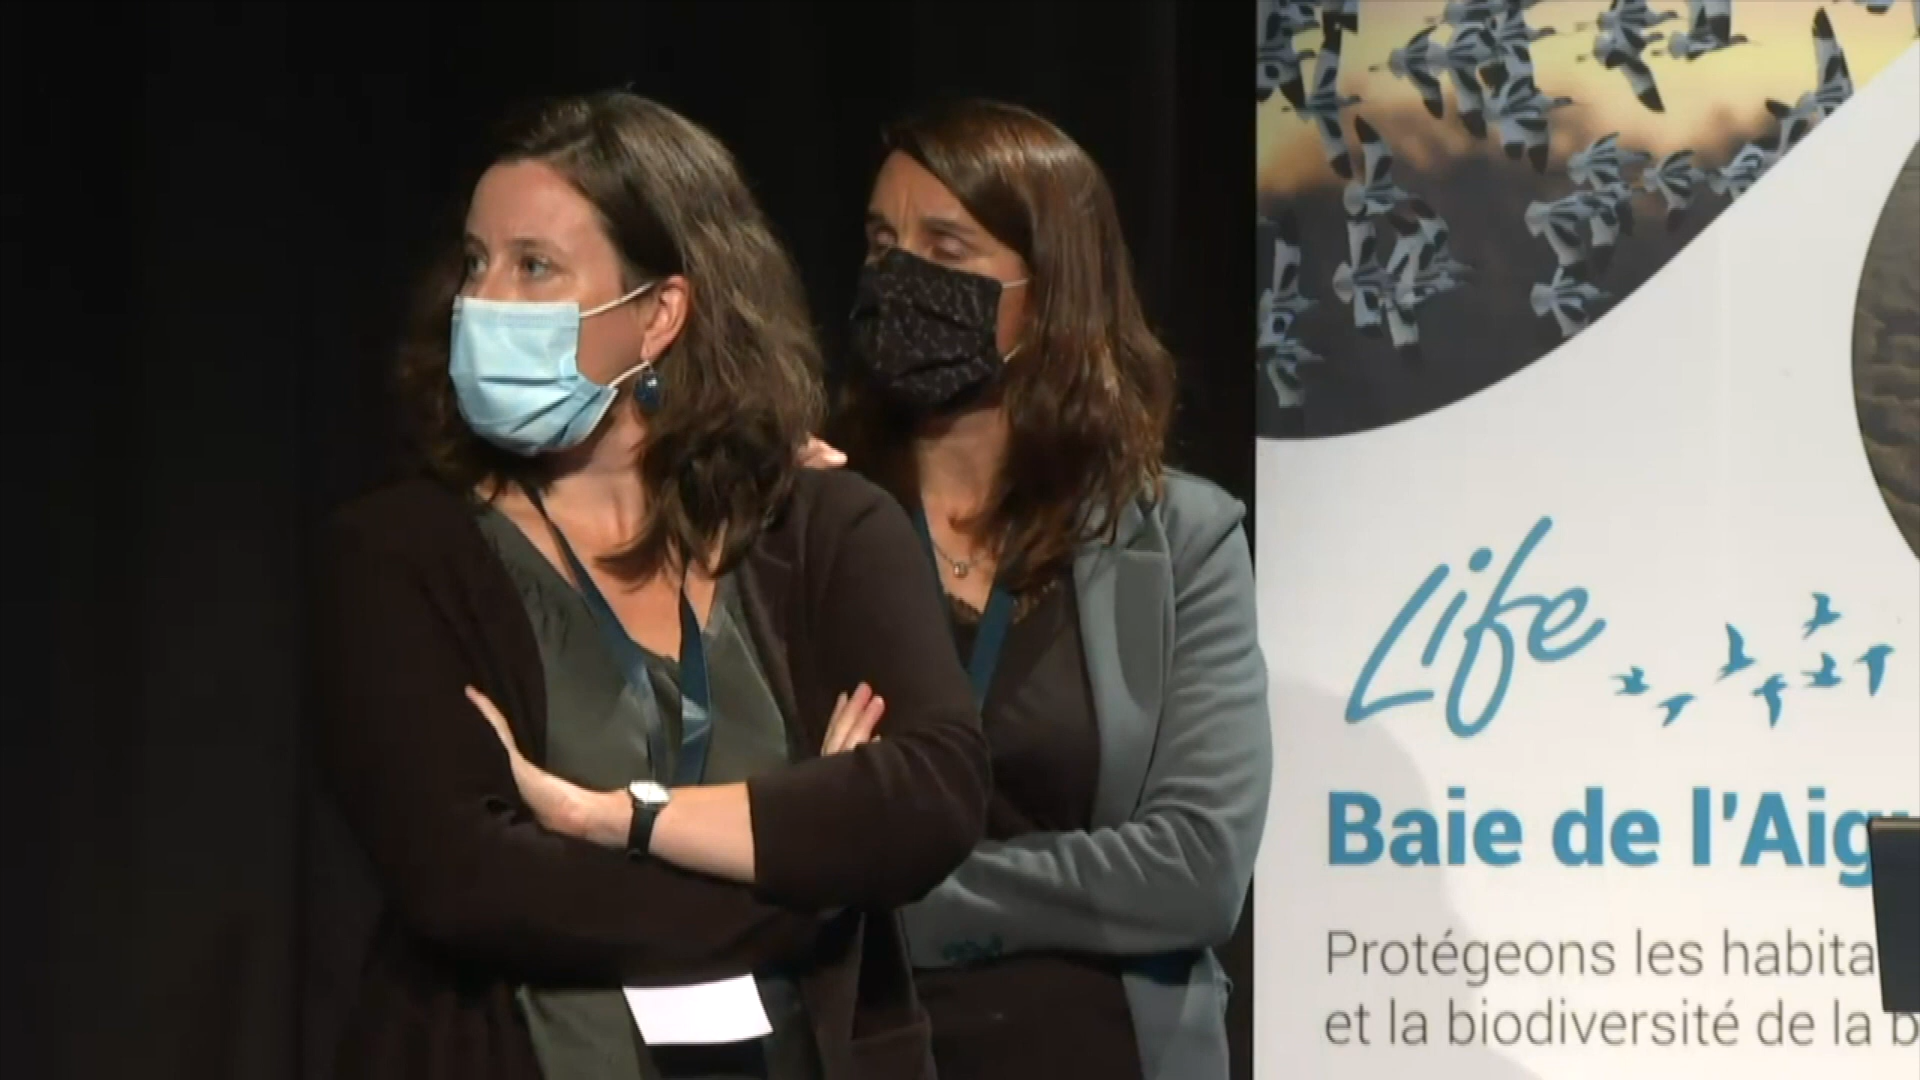 Life
Baie de l'Aig
Protégeons les habita
et la biodiversité de la b